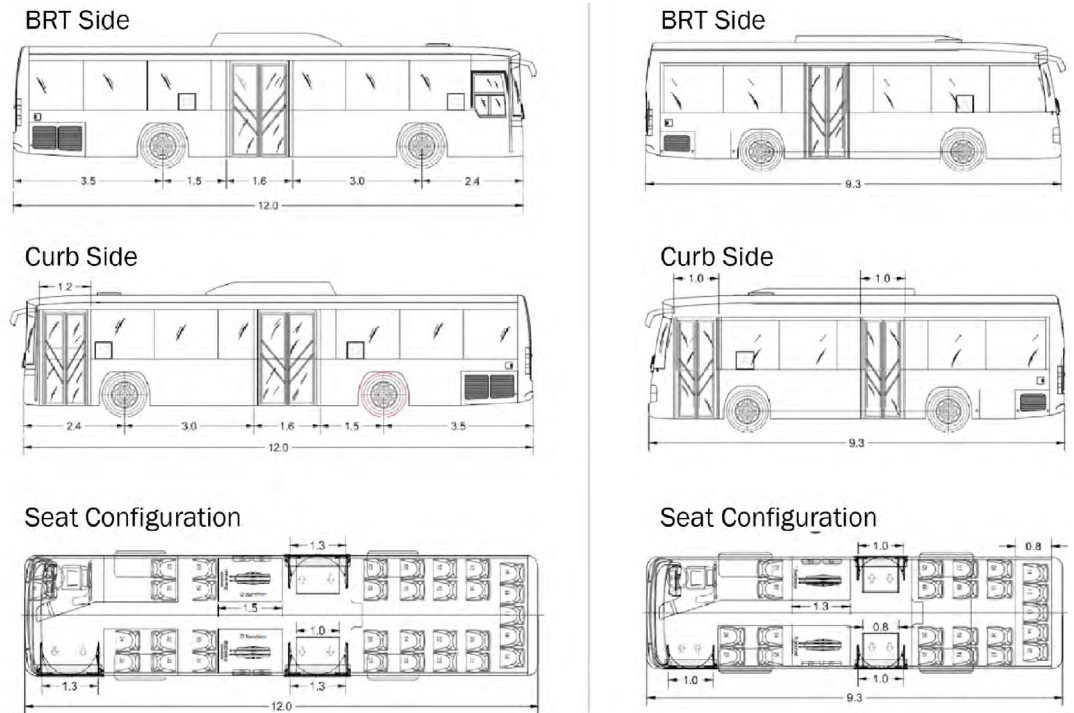 BRT Side
3.5 1.5 1.6 3.0 2.4
12.0
Curb Side
1.2
2.4 3.0 1.6 1.5 3.5
12.0
Seat Configuration
1.3
1.5
1.0
1.3 1.3
12.0
BRT Side
9.3
Curb Side
1.0 1.0
9.3
Seat Configuration
1.0 0.8
1.3
0.8
1.0 1.0
9.3